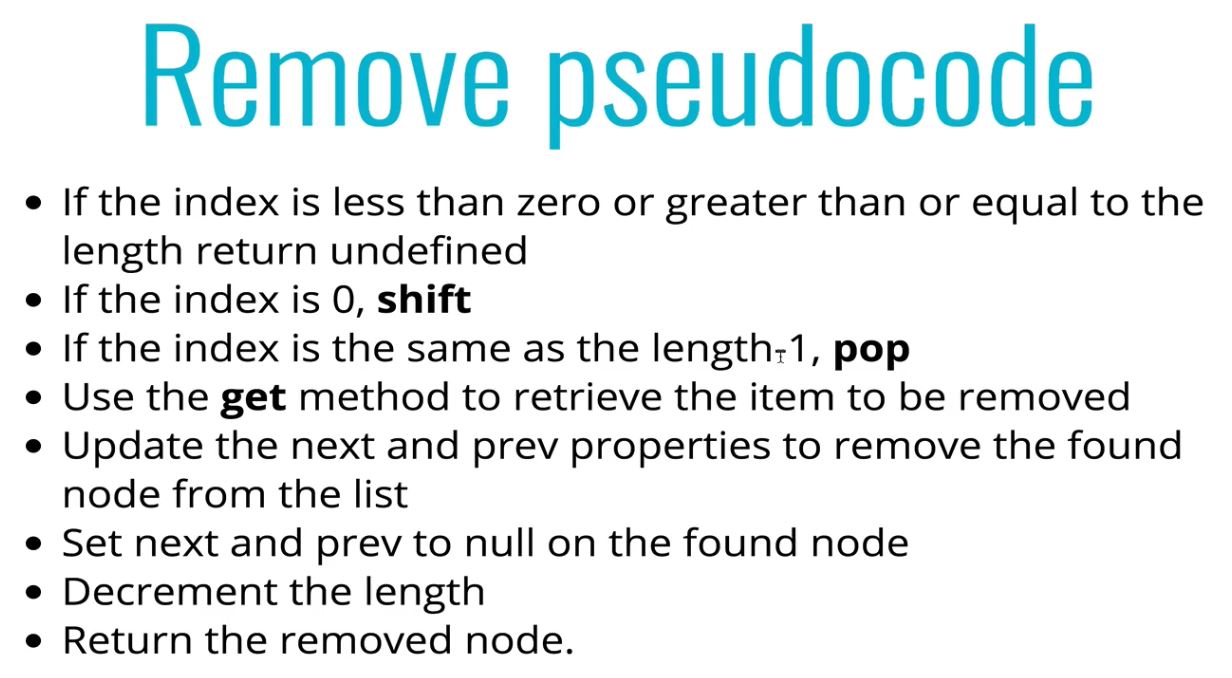 Remove pseudocode
• If the index is less than zero or greater than or equal to the
length return undefined
• If the index is 0, shift
• If the index is the same as the length-1, pop
• Use the get method to retrieve the item to be removed
• Update the next and prev properties to remove the found
node from the list
• Set next and prev to null on the found node
• Decrement the length
• Return the removed node.